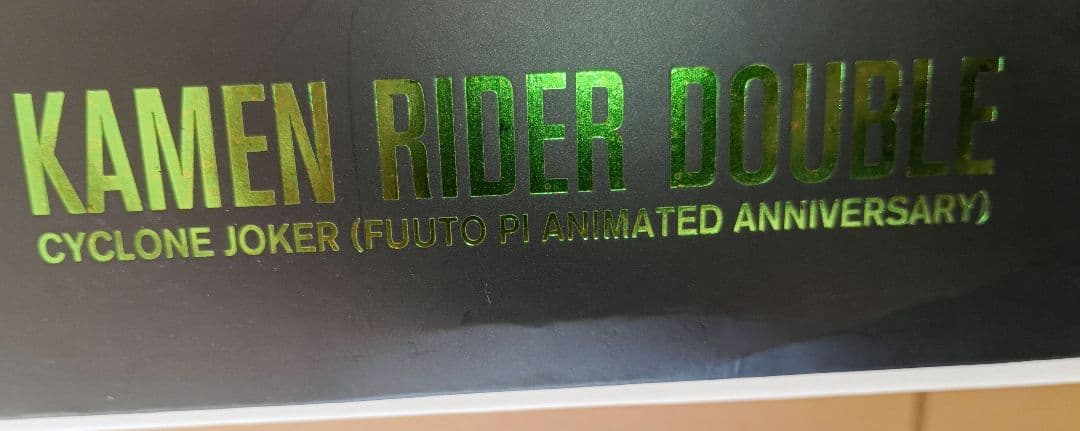 KAMEN RIDER DOUBLE
CYCLONE JOKER (FUUTO PI ANIMATED ANNIVERSARY)